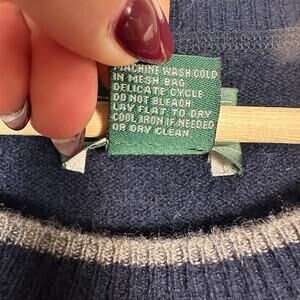 MACHINE WASH COLD
IN MESH BAG
DELICATE CYCLE
DO NOT BLEACH
LAY FLAT TO DRY
COOL IRON IF NEEDED
OR DRY CLEAN